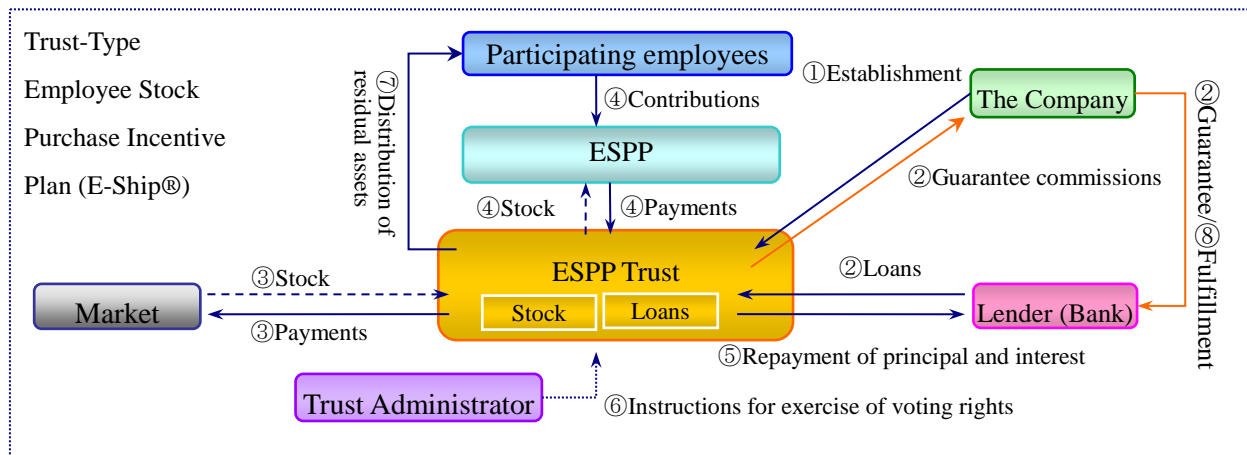 Trust-Type
Employee Stock
Purchase Incentive
Plan (E-Ship®)
Participating employees
⑦Distribution of
residual assets
④Contributions
①Establishment
The Company
ESPP
②Guarantee commissions
②Guarantee/⑧Fulfillment
④Stock
④Payments
ESPP Trust
Stock
Loans
③Stock
Market
③Payments
②Loans
Lender (Bank)
⑤Repayment of principal and interest
Trust Administrator
⑥Instructions for exercise of voting rights